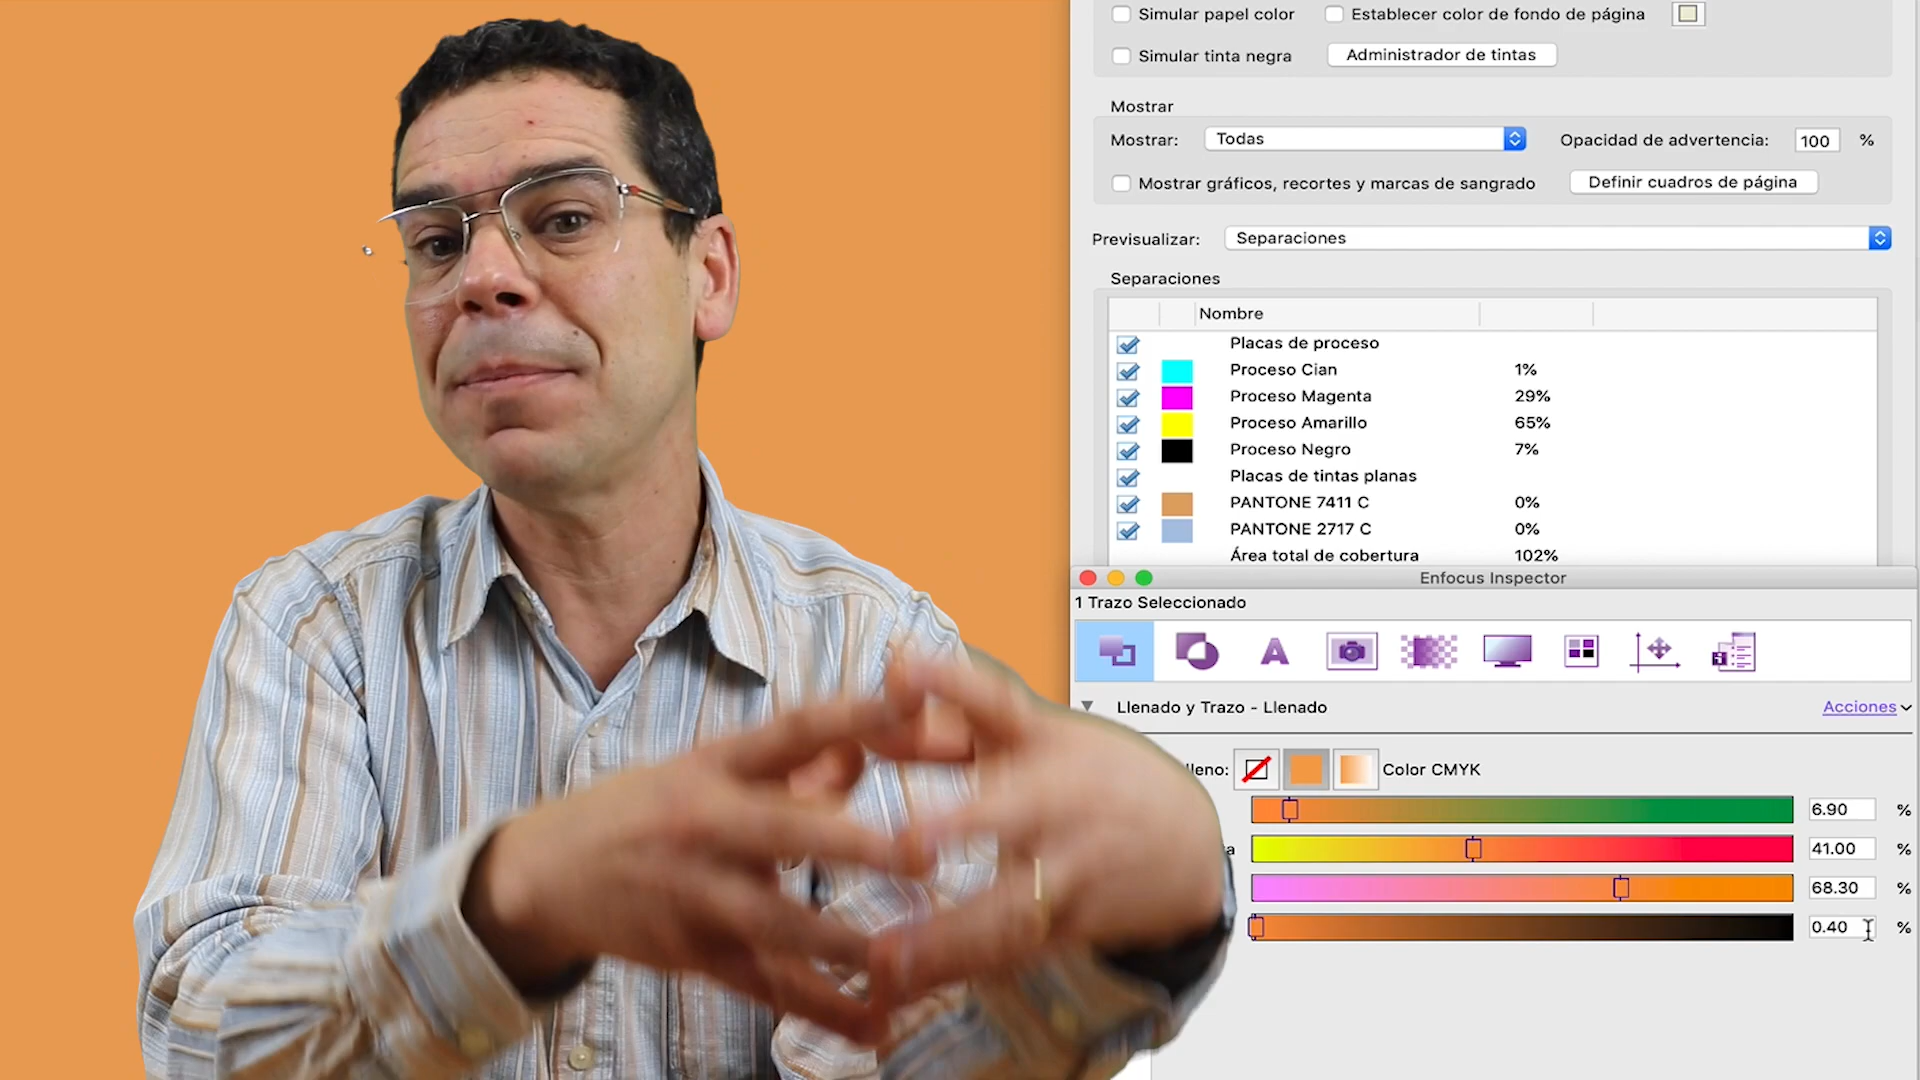 Simular papel color
Establecer color de fondo de página
Simular tinta negra
Administrador de tintas
Mostrar
Mostrar:
Todas
Opacidad de advertencia:
100
%
Mostrar gráficos, recortes y marcas de sangrado
Definir cuadros de página
Previsualizar:
Separaciones
Separaciones
Nombre
Placas de proceso
Proceso Cian 1%
Proceso Magenta 29%
Proceso Amarillo 65%
Proceso Negro 7%
Placas de tintas planas
PANTONE 7411 C 0%
PANTONE 2717 C 0%
Área total de cobertura 102%
Enfocus Inspector
1 Trazo Seleccionado
A
Llenado y Trazo - Llenado
Acciones
Color CMYK
6.90 %
41.00 %
68.30 %
0.40 %